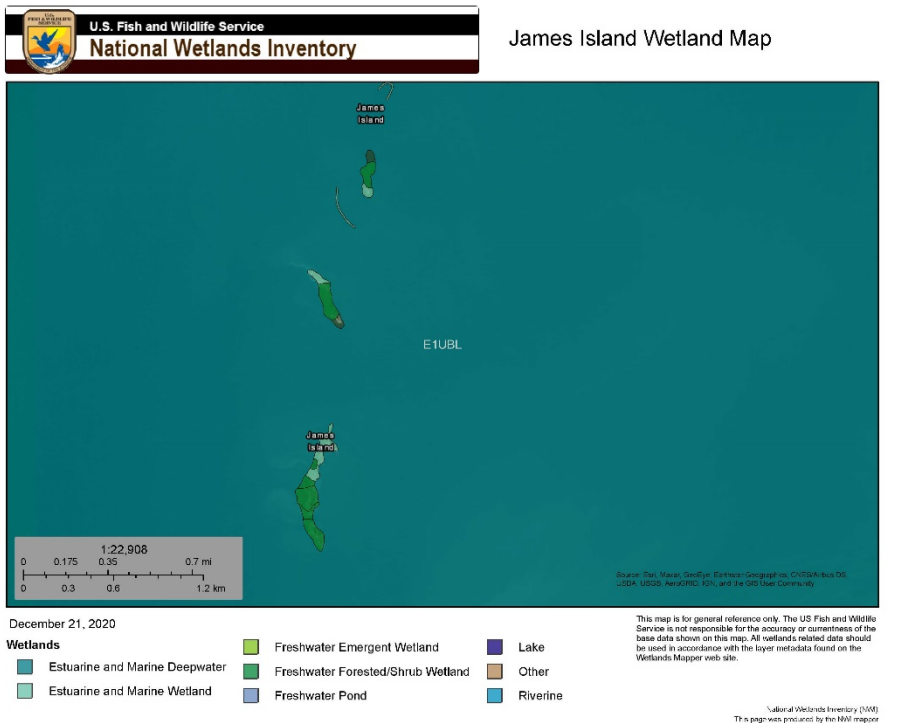 U.S.
FISH & WILDLIFE
SERVICE
U.S. Fish and Wildlife Service
National Wetlands Inventory
James Island Wetland Map
James
Island
E1UBL
James
Island
1:22,908
0 0.175 0.35 0.7 mi
0 0.3 0.6 1.2 km
Source: Esri, Maxar, GeoEye, Earthstar Geographics, CNES/Airbus DS,
USDA, USGS, AeroGRID, IGN, and the GIS User Community
December 21, 2020
Wetlands
Estuarine and Marine Deepwater
Estuarine and Marine Wetland
Freshwater Emergent Wetland
Freshwater Forested/Shrub Wetland
Freshwater Pond
Lake
Other
Riverine
This map is for general reference only. The US Fish and Wildlife
Service is not responsible for the accuracy or currentness of the
base data shown on this map. All wetlands related data should
be used in accordance with the layer metadata found on the
Wetlands Mapper web site.
National Wetlands Inventory (NWI)
This page was produced by the NWI mapper